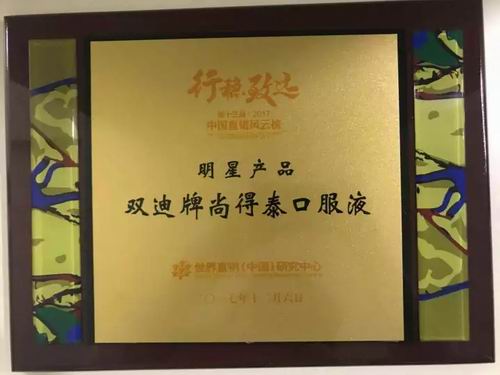 行稳致远
第十三届·2017
中国直销风云榜
明星产品
双迪牌尚得泰口服液
世界直销(中国)研究中心
二〇一七年十二月六日